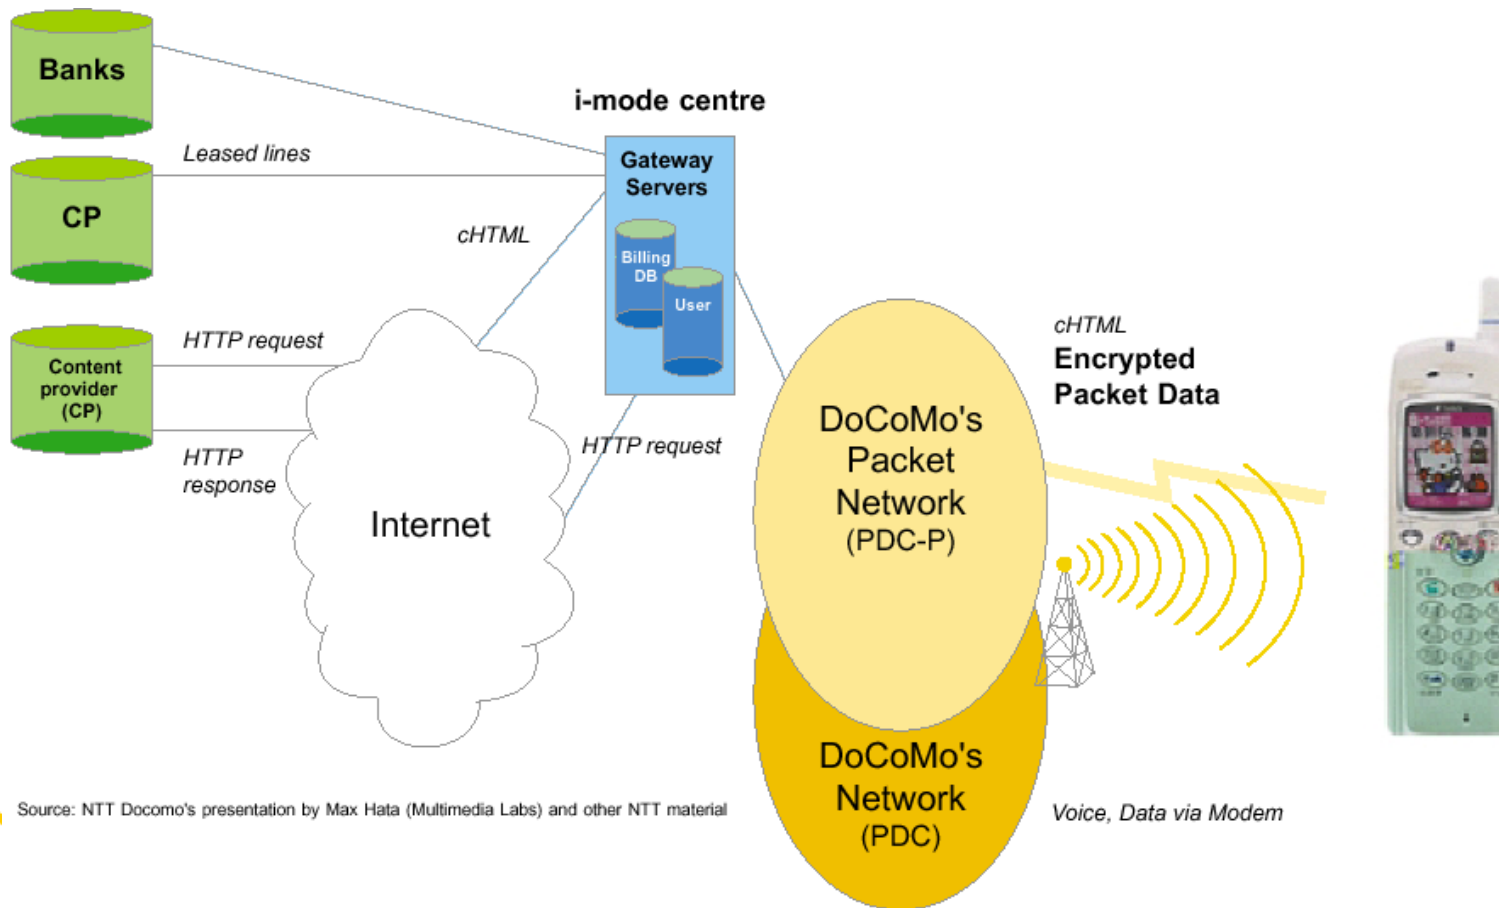 Banks
i-mode centre
Leased lines
Gateway
Servers
CP
cHTML
Billing
DB
User
HTTP request
Content
provider
(CP)
HTTP
response
Internet
HTTP request
cHTML
Encrypted
Packet Data
DoCoMo's
Packet
Network
(PDC-P)
DoCoMo's
Network
(PDC)
Voice, Data via Modem
Source: NTT Docomo's presentation by Max Hata (Multimedia Labs) and other NTT material